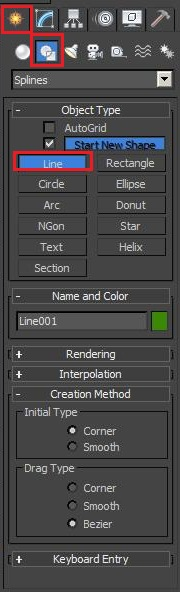 Splines
- Object Type
AutoGrid
Start New Shape
Line Rectangle
Circle Ellipse
Arc Donut
NGon Star
Text Helix
Section
- Name and Color
Line001
+ Rendering
+ Interpolation
- Creation Method
Initial Type
Corner
Smooth
Drag Type
Corner
Smooth
Bezier
+ Keyboard Entry